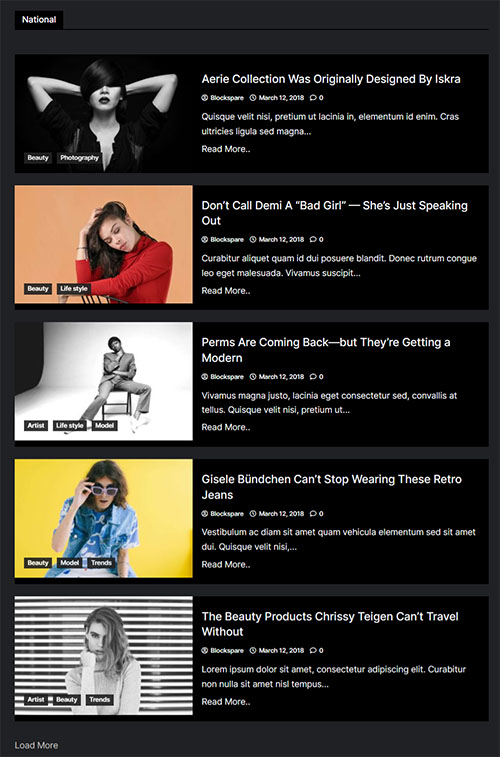 National
Aerie Collection Was Originally Designed By Iskra
Blockspare March 12, 2018 0
Quisque velit nisi, pretium ut lacinia in, elementum id enim. Cras
ultricies ligula sed magna...
Read More..
Beauty Photography
Don’t Call Demi A “Bad Girl” — She’s Just Speaking
Out
Blockspare March 12, 2018 0
Curabitur aliquet quam id dui posuere blandit. Donec rutrum congue
leo eget malesuada. Vivamus suscipit...
Read More..
Beauty Life style
Perms Are Coming Back—but They’re Getting a
Modern
Blockspare March 12, 2018 0
Vivamus magna justo, lacinia eget consectetur sed, convallis at
tellus. Quisque velit nisi, pretium ut...
Read More..
Artist Life style Model
Gisele Bündchen Can’t Stop Wearing These Retro
Jeans
Blockspare March 12, 2018 0
Vestibulum ac diam sit amet quam vehicula elementum sed sit amet
dui. Quisque velit nisi,...
Read More..
Beauty Model Trends
The Beauty Products Chrissy Teigen Can’t Travel
Without
Blockspare March 12, 2018 0
Lorem ipsum dolor sit amet, consectetur adipiscing elit. Curabitur
non nulla sit amet nisl tempus...
Read More..
Artist Beauty Trends
Load More